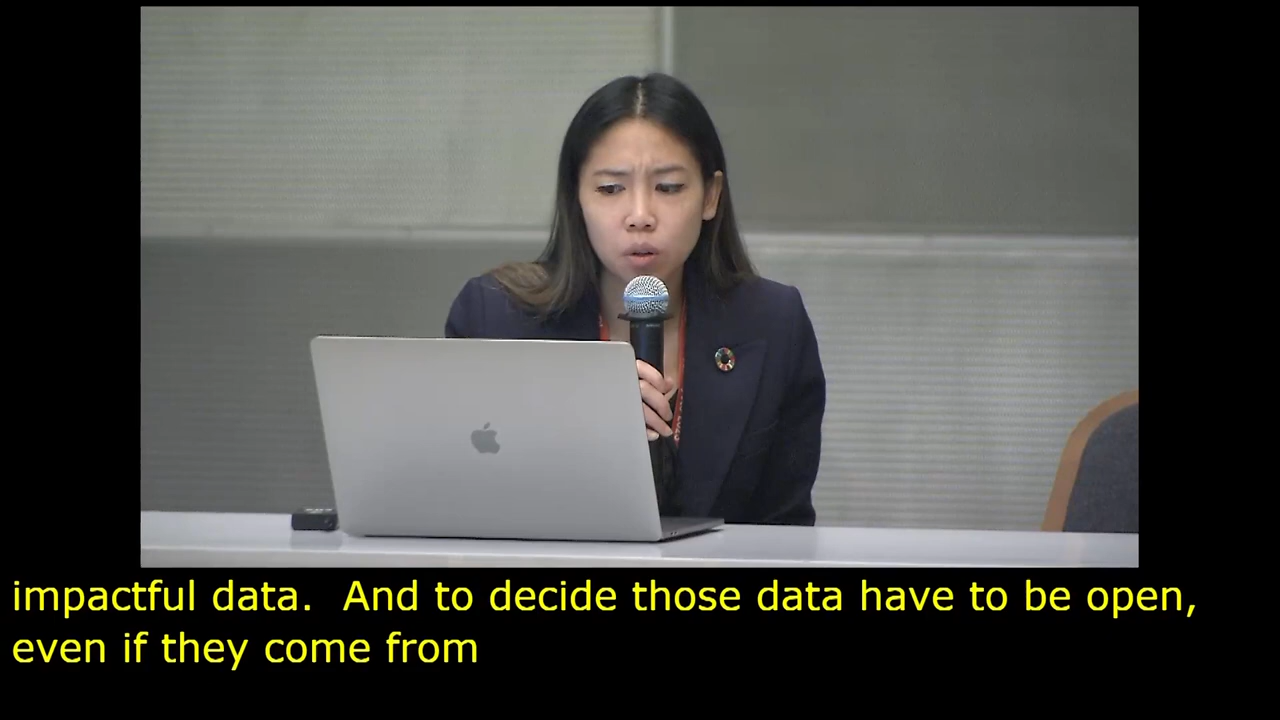 impactful data.  And to decide those data have to be open,
even if they come from